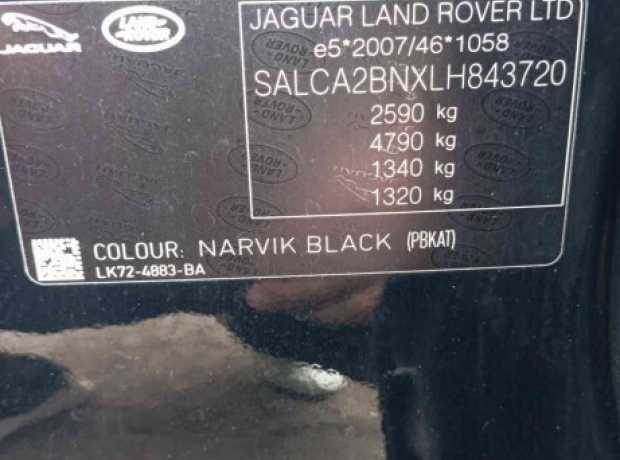 JAGUAR
LAND
ROVER
JAGUAR LAND ROVER LTD
e5*2007/46*1058
SALCA2BNXLH843720
2590 kg
4790 kg
1340 kg
1320 kg
COLOUR: NARVIK BLACK (PBKAT)
LK72-4883-BA